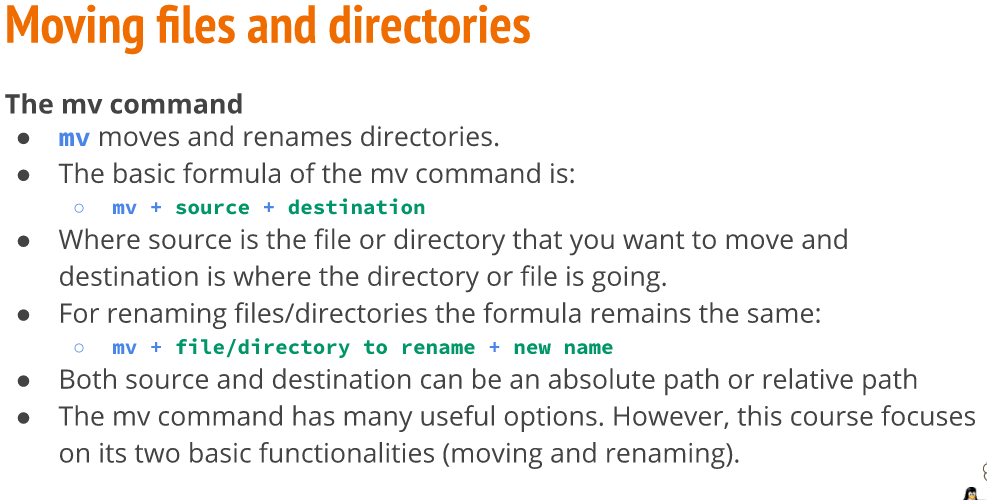 Moving files and directories
The mv command
● mv moves and renames directories.
● The basic formula of the mv command is:
○ mv + source + destination
● Where source is the file or directory that you want to move and
destination is where the directory or file is going.
● For renaming files/directories the formula remains the same:
○ mv + file/directory to rename + new name
● Both source and destination can be an absolute path or relative path
● The mv command has many useful options. However, this course focuses
on its two basic functionalities (moving and renaming).